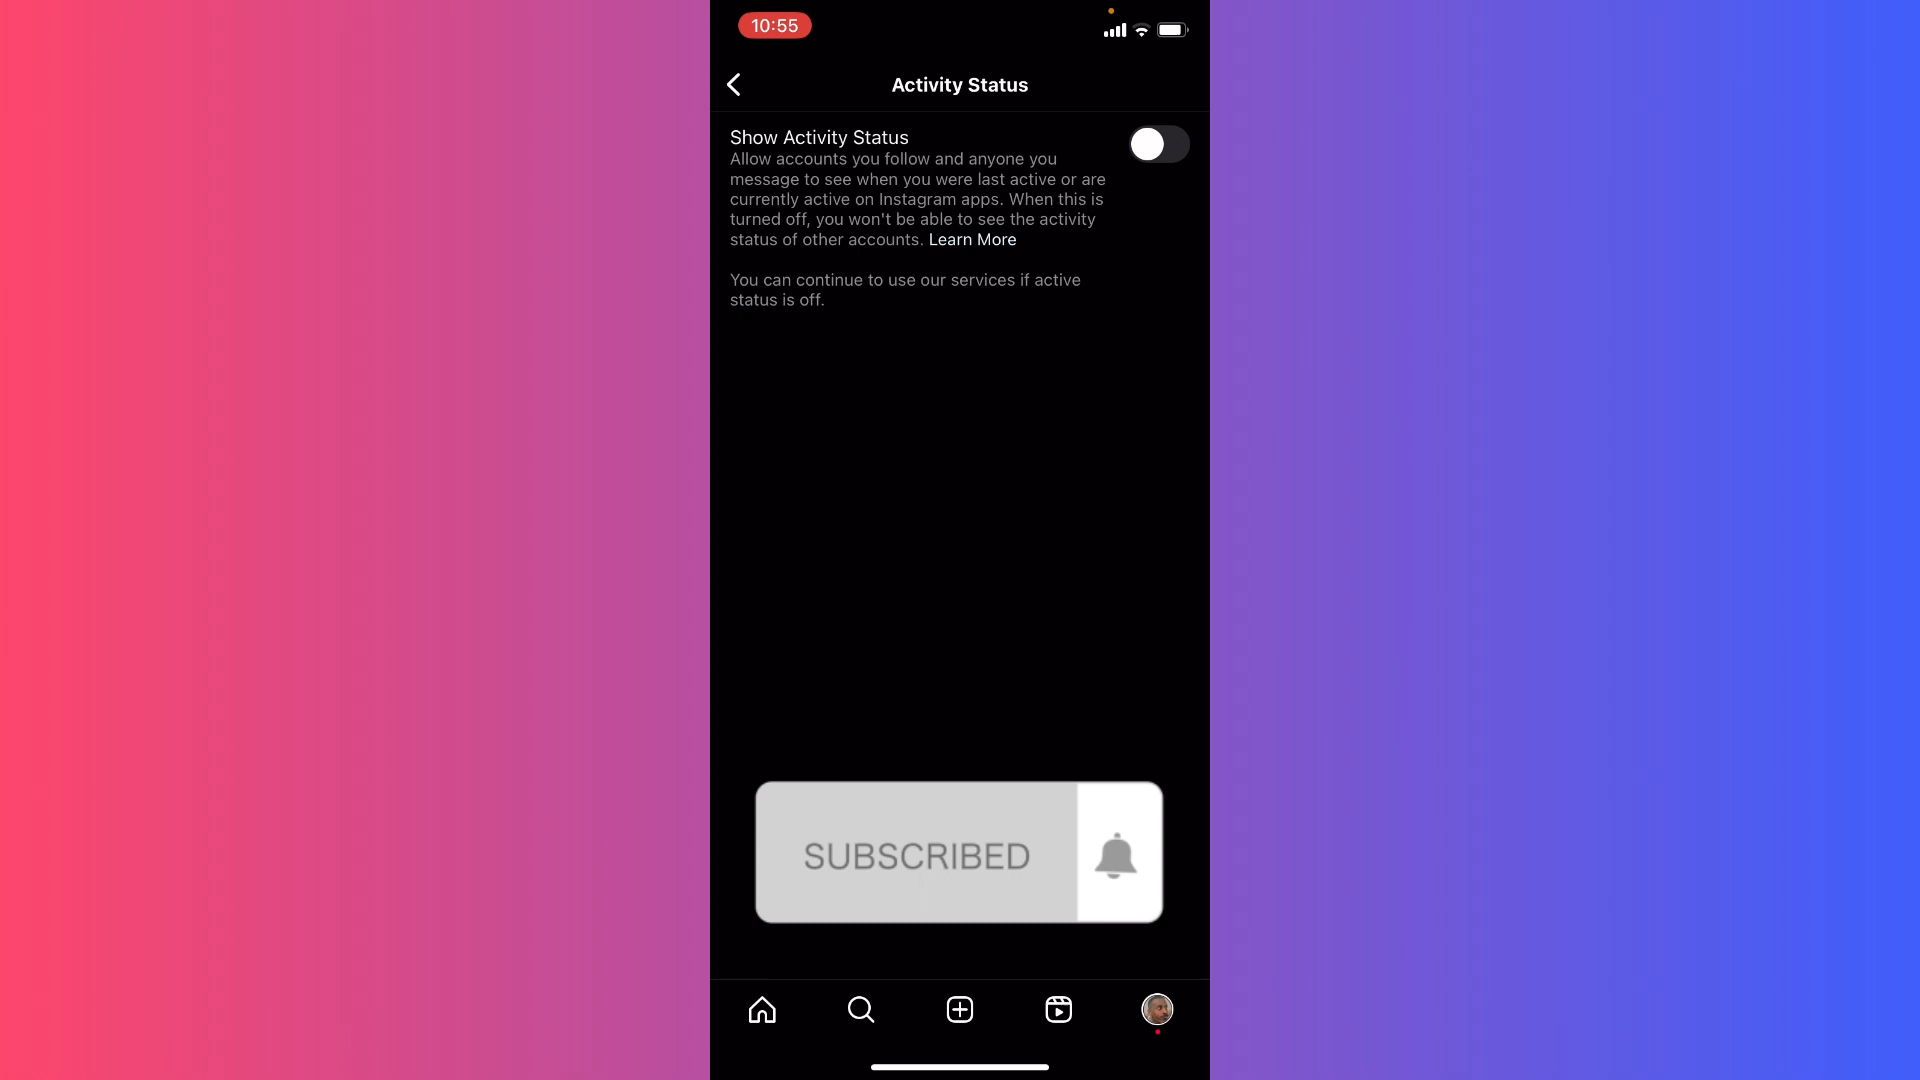 10:55
Activity Status
Show Activity Status
Allow accounts you follow and anyone you
message to see when you were last active or are
currently active on Instagram apps. When this is
turned off, you won't be able to see the activity
status of other accounts. Learn More
You can continue to use our services if active
status is off.
SUBSCRIBED